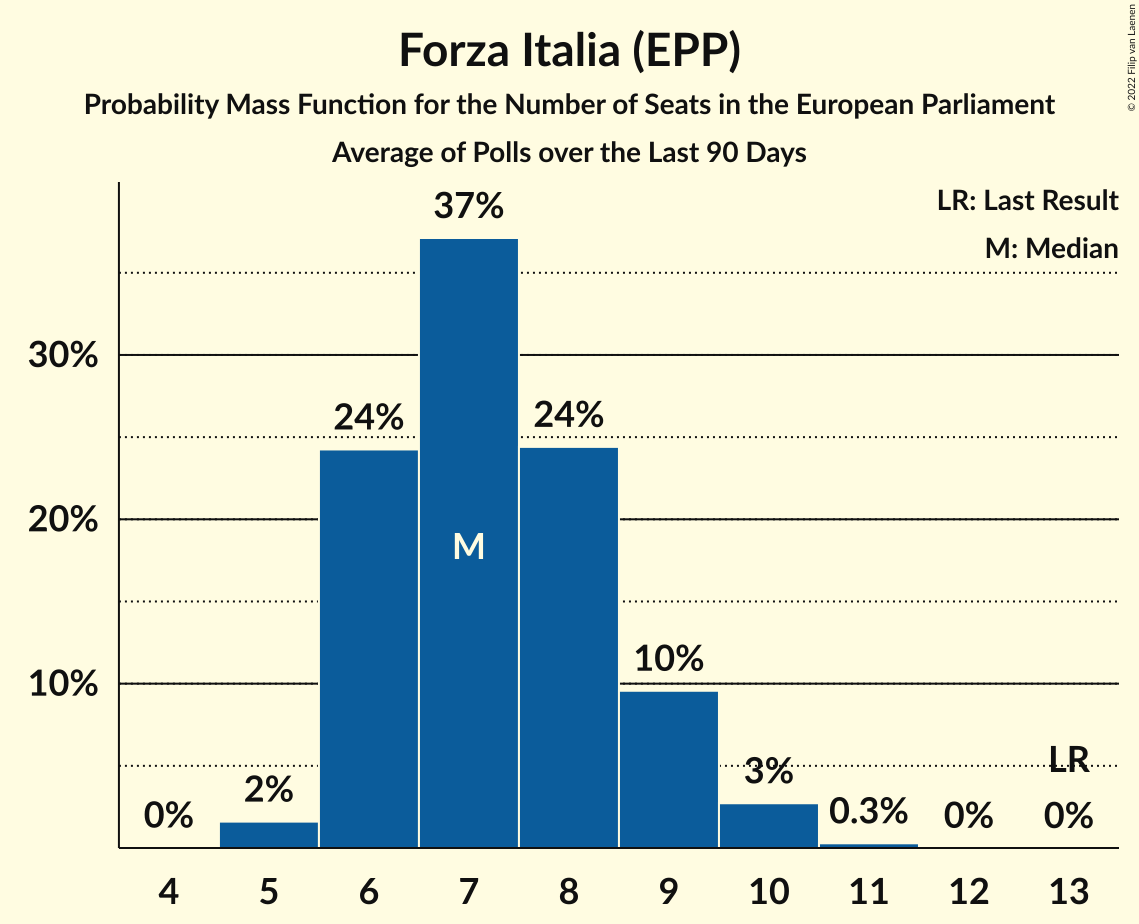 Forza Italia (EPP)
Probability Mass Function for the Number of Seats in the European Parliament
Average of Polls over the Last 90 Days
© 2022 Filip van Laenen
LR: Last Result
M: Median
37%
30%
24%
24%
20%
M
10%
10%
LR
3%
2%
0.3%
0%
0%
0%
4 5 6 7 8 9 10 11 12 13